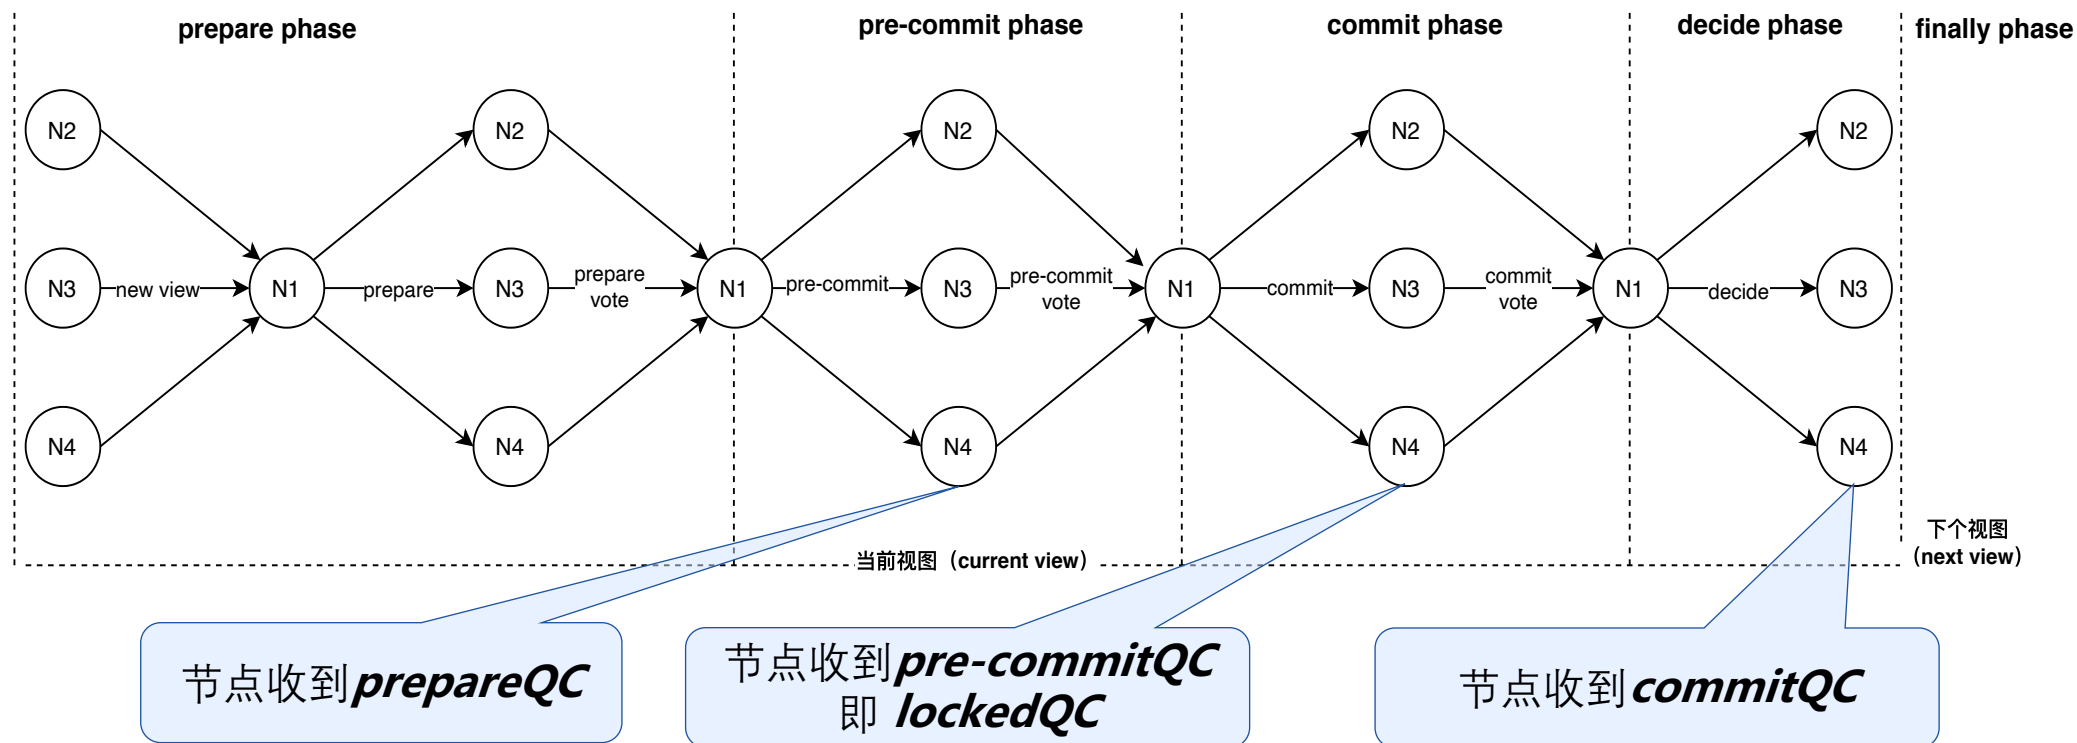 prepare phase
pre-commit phase
commit phase
decide phase
finally phase
N2
N2
N2
N2
N2
N3
new view
N1
prepare
N3
prepare
vote
N1
pre-commit
N3
pre-commit
vote
N1
commit
N3
commit
vote
N1
decide
N3
N4
N4
N4
N4
N4
当前视图（current view）
下个视图
（next view）
节点收到prepareQC
节点收到pre-commitQC
即 lockedQC
节点收到commitQC